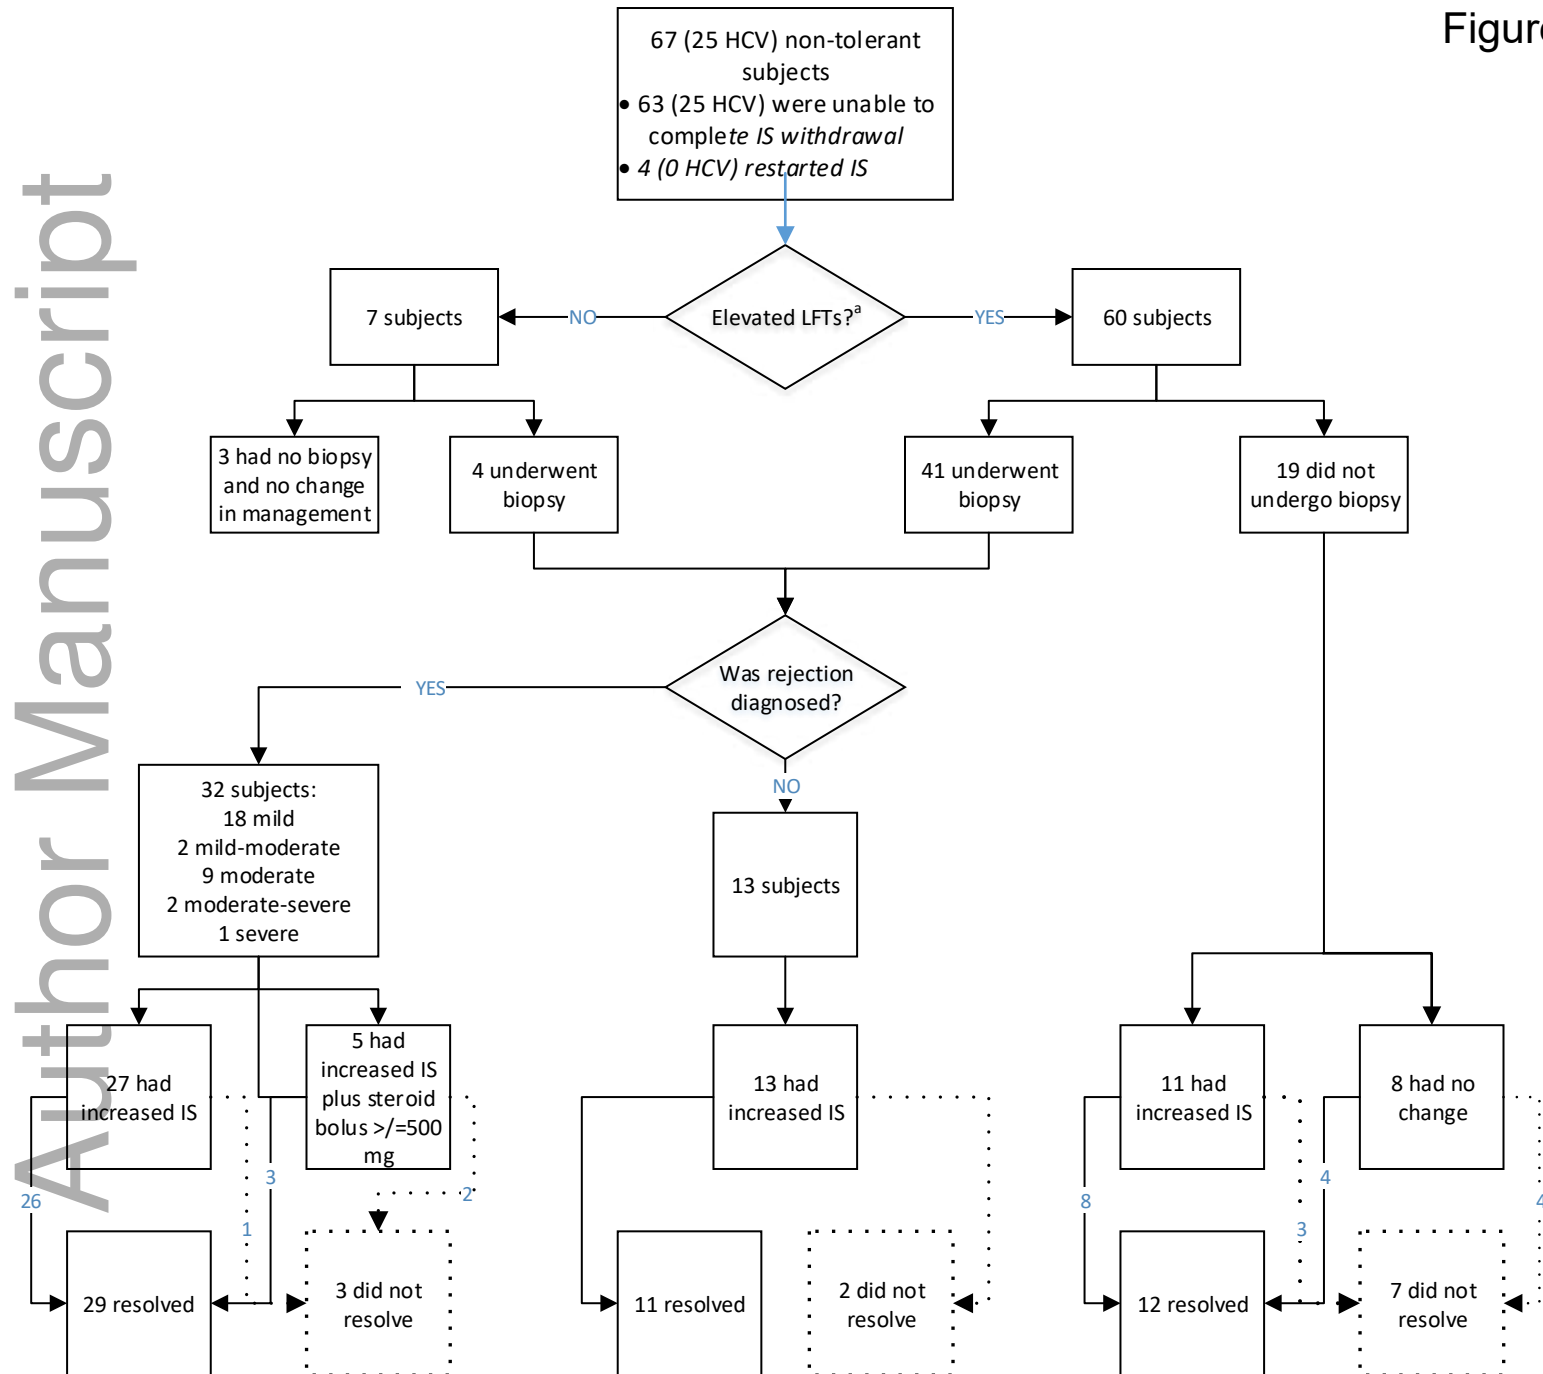 Figure
67 (25 HCV) non-tolerant
subjects
• 63 (25 HCV) were unable to
complete IS withdrawal
• 4 (0 HCV) restarted IS
7 subjects
NO
Elevated LFTs?a
YES
60 subjects
3 had no biopsy
and no change
in management
4 underwent
biopsy
41 underwent
biopsy
19 did not
undergo biopsy
Was rejection
diagnosed?
YES
NO
32 subjects:
18 mild
2 mild-moderate
9 moderate
2 moderate-severe
1 severe
13 subjects
27 had
increased IS
5 had
increased IS
plus steroid
bolus >/=500
mg
13 had
increased IS
11 had
increased IS
8 had no
change
26
1
3
2
8
3
4
4
29 resolved
3 did not
resolve
11 resolved
2 did not
resolve
12 resolved
7 did not
resolve
Author Manuscript